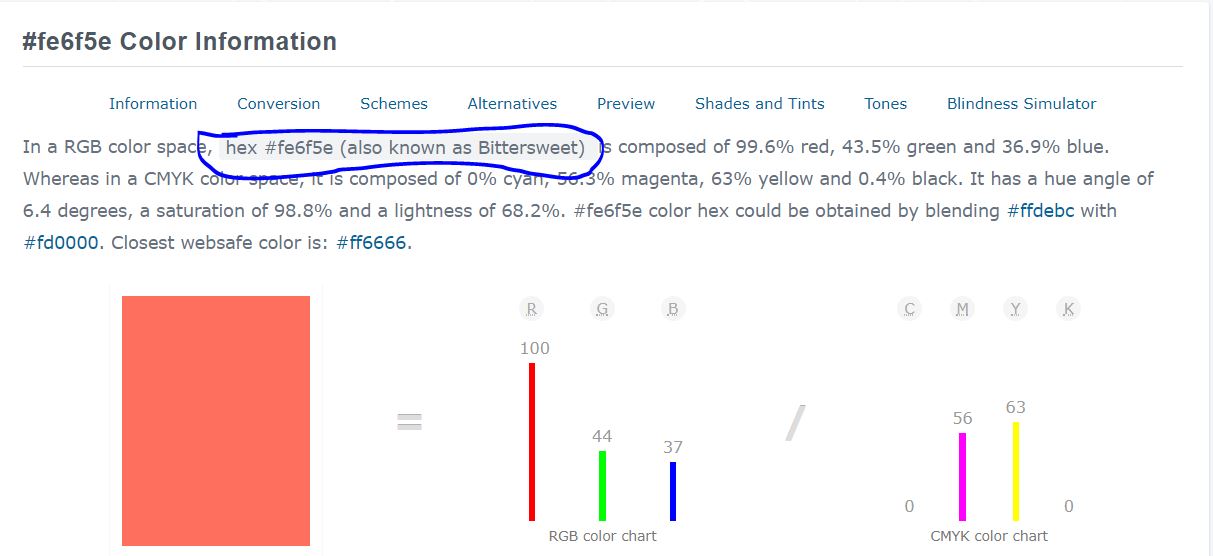 #fe6f5e Color Information
Information Conversion Schemes Alternatives Preview Shades and Tints Tones Blindness Simulator
In a RGB color space, hex #fe6f5e (also known as Bittersweet) is composed of 99.6% red, 43.5% green and 36.9% blue.
Whereas in a CMYK color space, it is composed of 0% cyan, 56.3% magenta, 63% yellow and 0.4% black. It has a hue angle of
6.4 degrees, a saturation of 98.8% and a lightness of 68.2%. #fe6f5e color hex could be obtained by blending #ffdebc with
#fd0000. Closest websafe color is: #ff6666.
R G B
100
44
37
RGB color chart
=
/
C M Y K
0
56
63
0
CMYK color chart